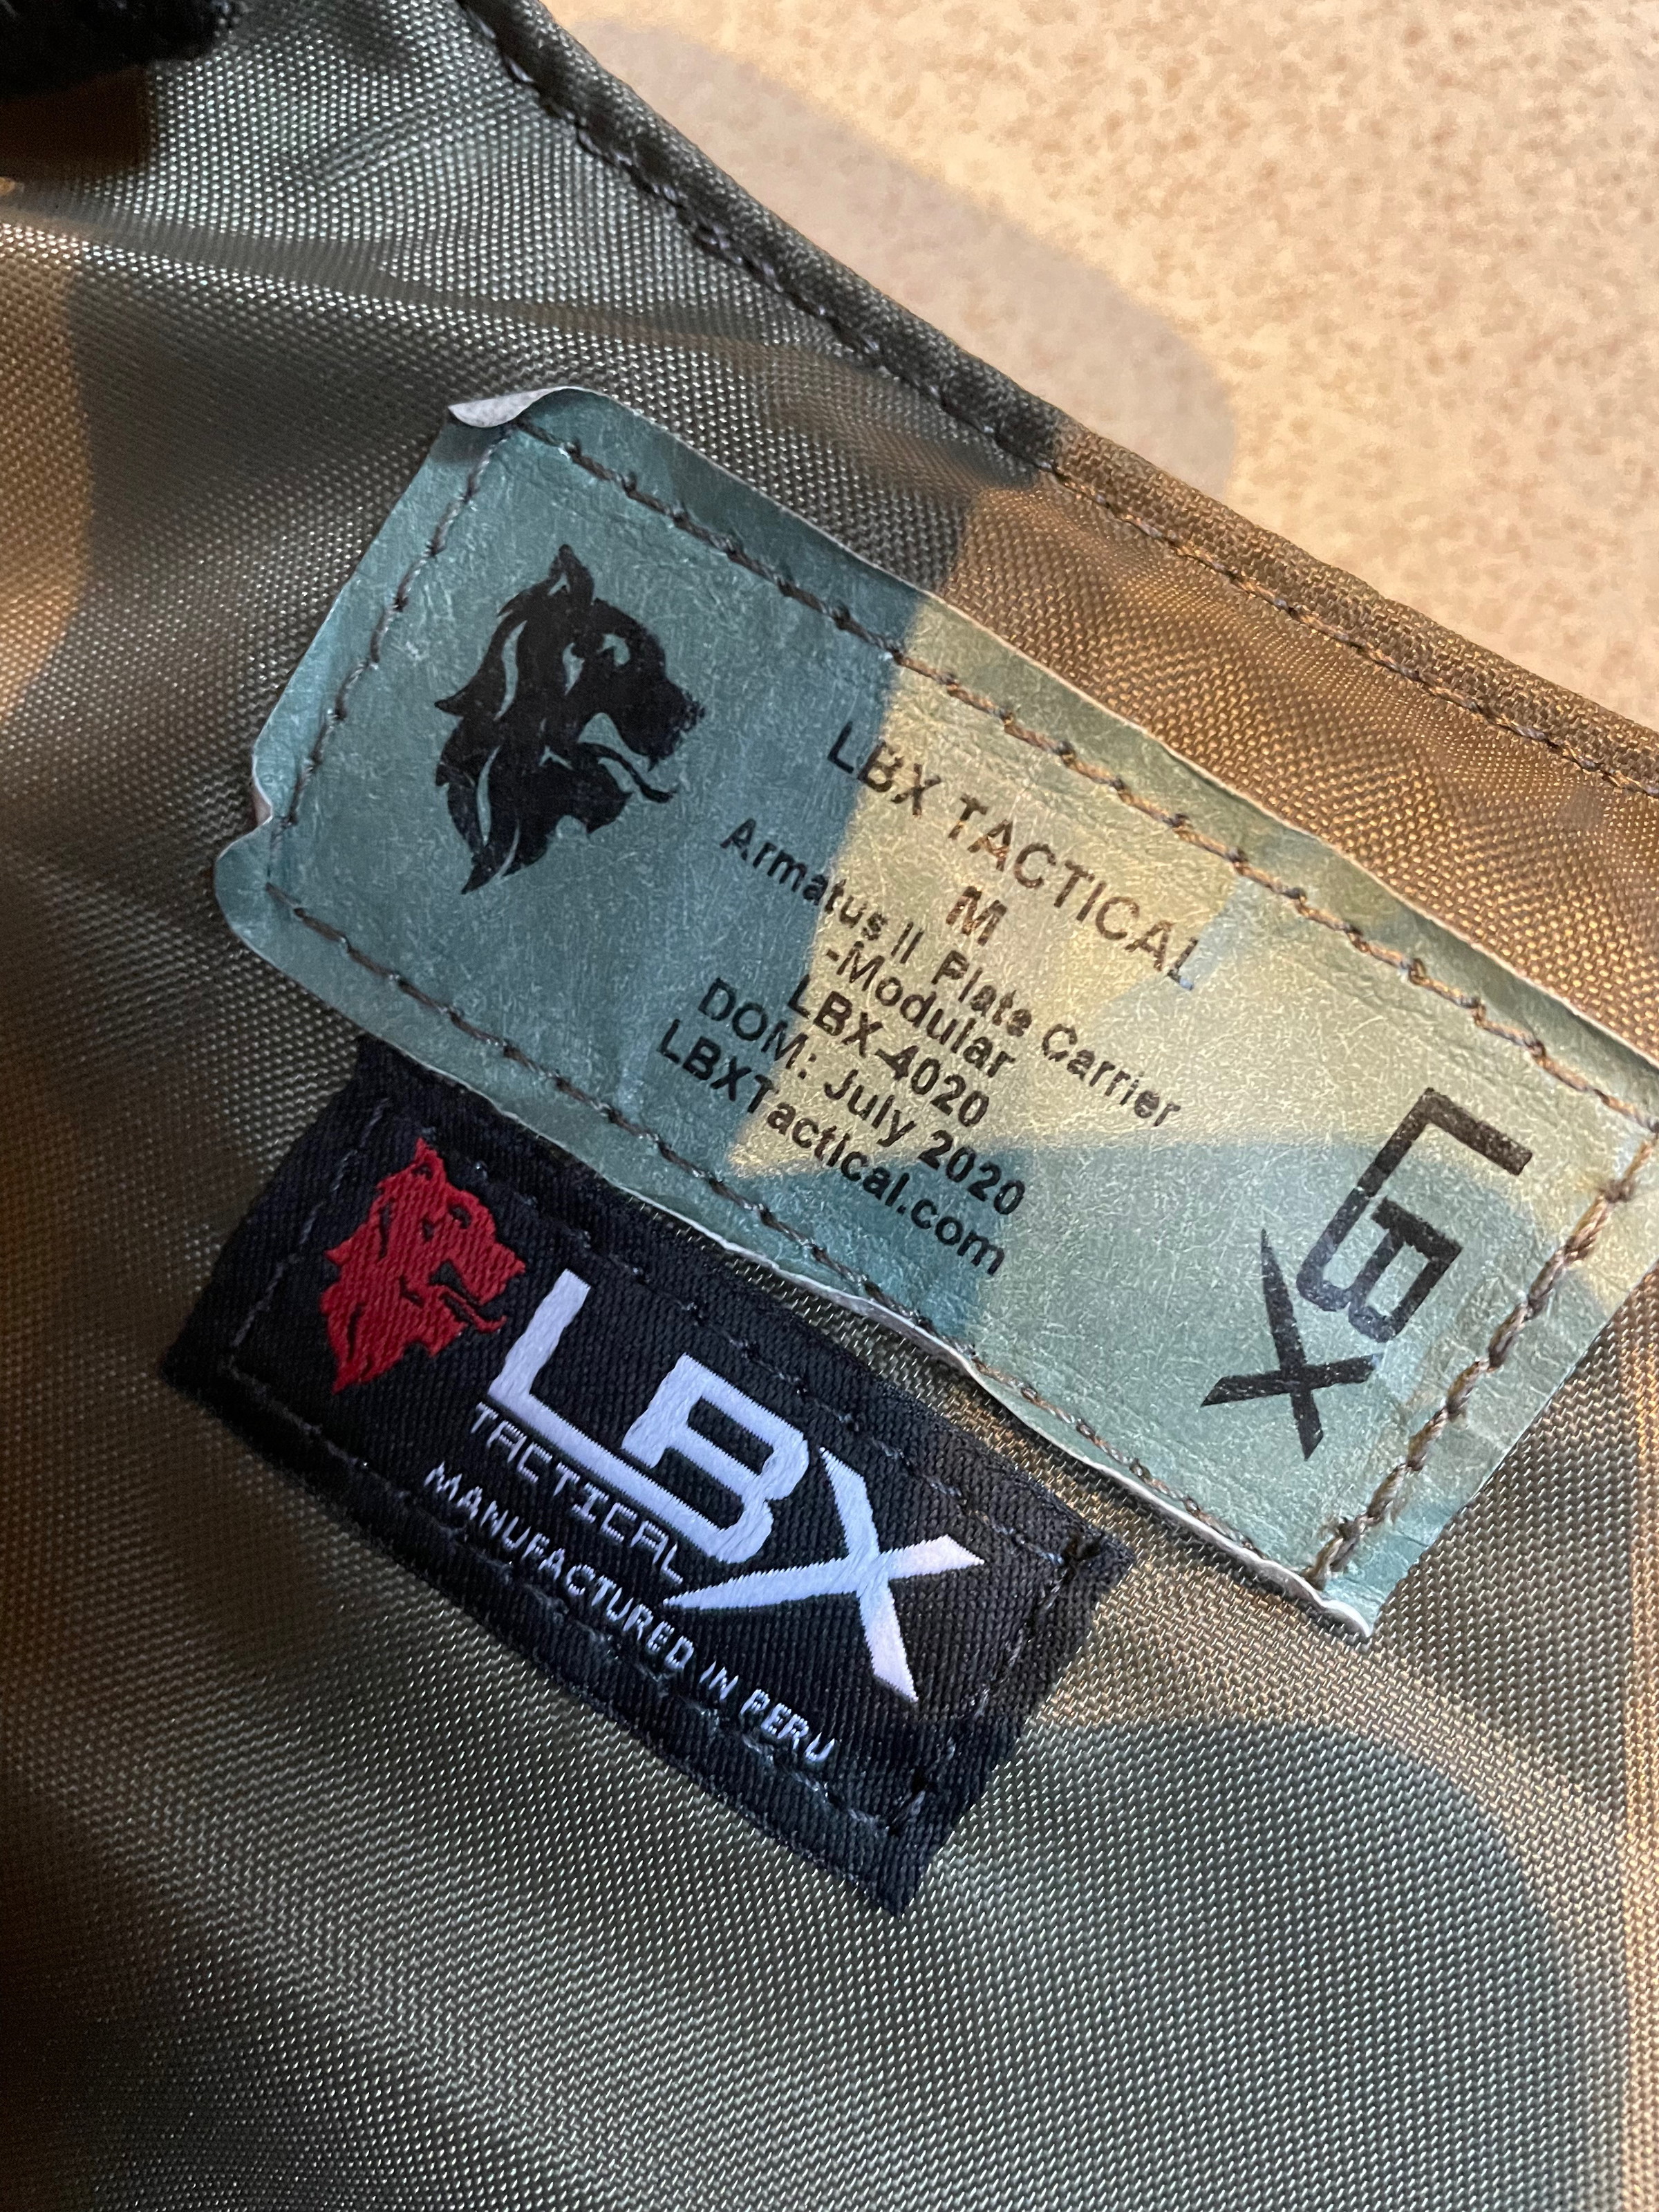 LBX TACTICAL
M
Armatus II Plate Carrier
-Modular
LBX-4020
DOM: July 2020
LBXTactical.com
LBX
LBX
TACTICAL
MANUFACTURED IN PERU